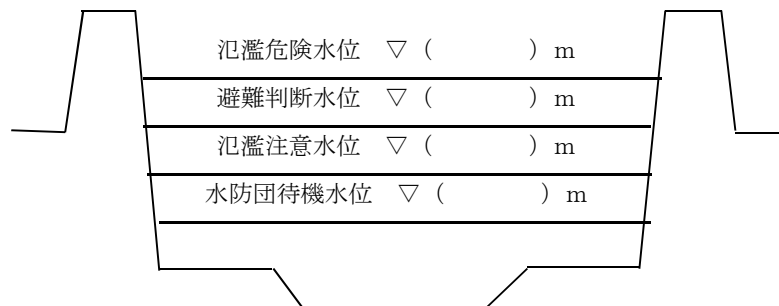 氾濫危険水位　▽（　　　　）ｍ
避難判断水位　▽（　　　　）ｍ
氾濫注意水位　▽（　　　　）ｍ
水防団待機水位　▽（　　　　）ｍ